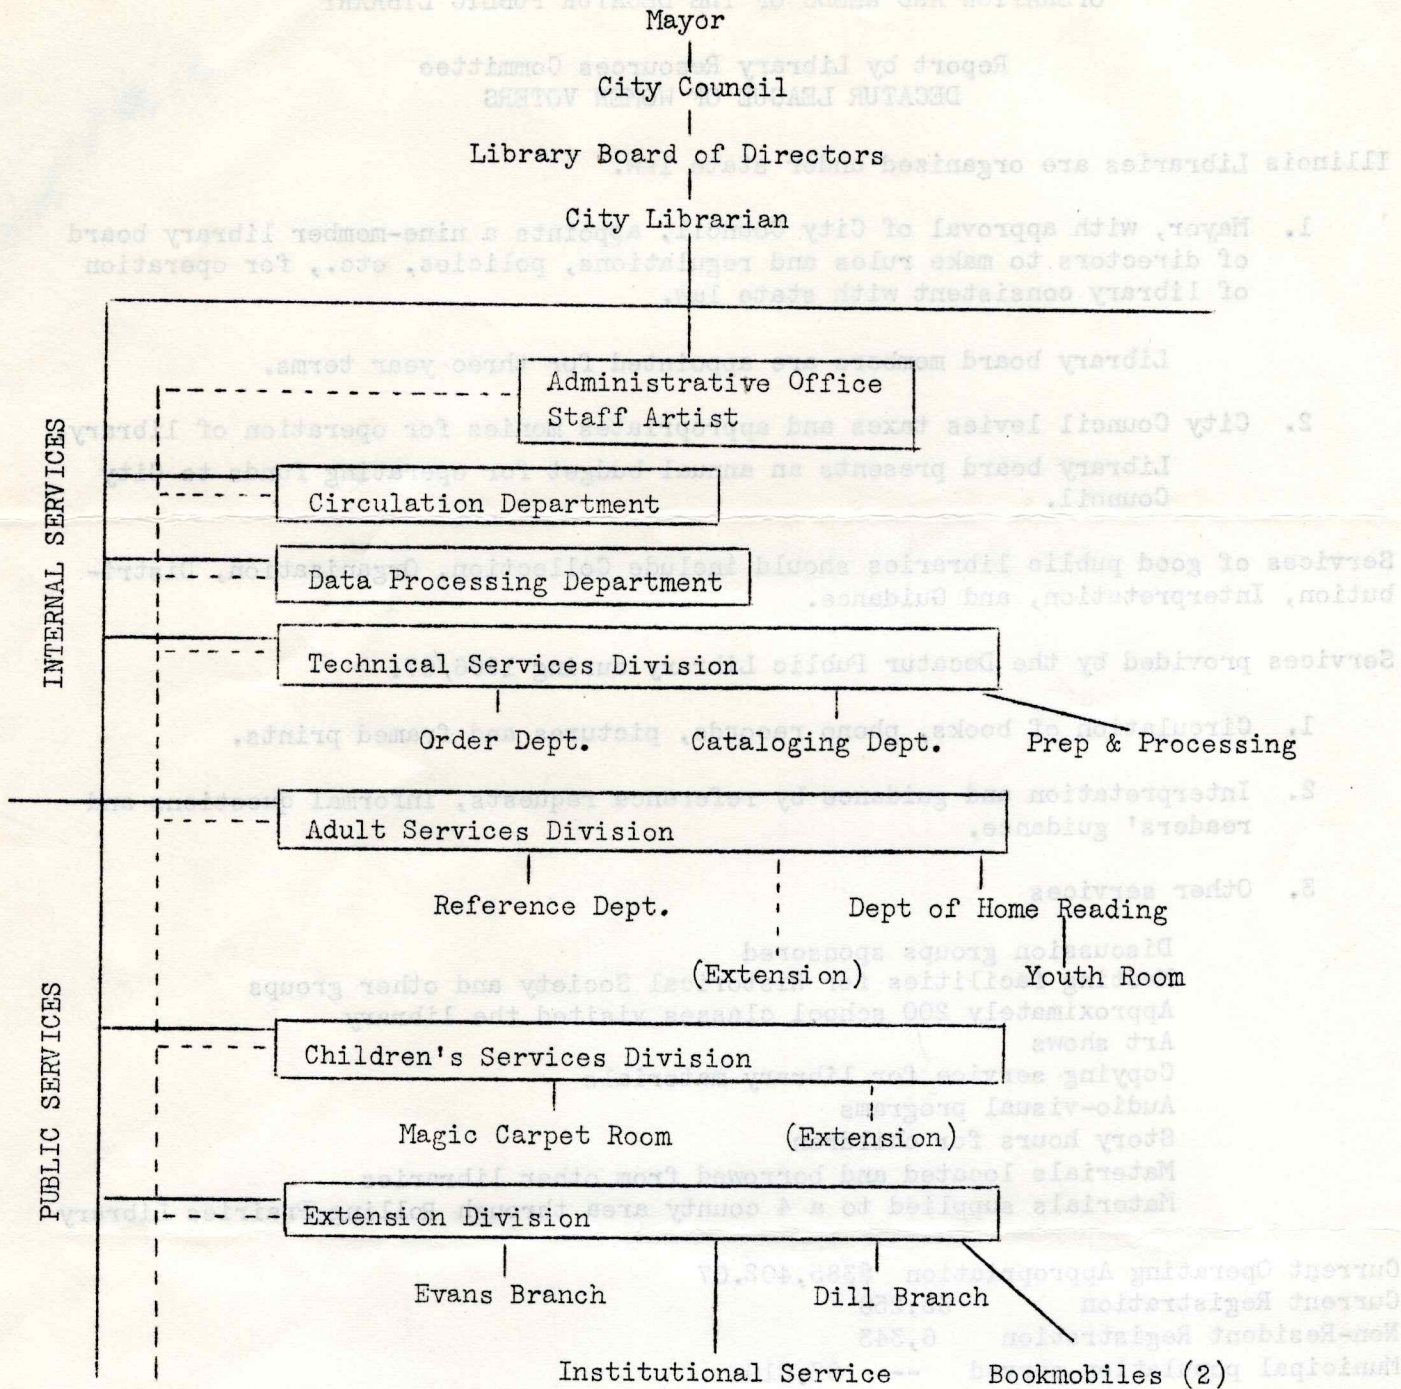 Mayor
City Council
Library Board of Directors
City Librarian
INTERNAL SERVICES
Administrative Office
Staff Artist
Circulation Department
Data Processing Department
Technical Services Division
Order Dept.
Cataloging Dept.
Prep & Processing
PUBLIC SERVICES
Adult Services Division
Reference Dept.
Dept of Home Reading
(Extension)
Youth Room
Children's Services Division
Magic Carpet Room
(Extension)
Extension Division
Evans Branch
Dill Branch
Institutional Service
Bookmobiles (2)